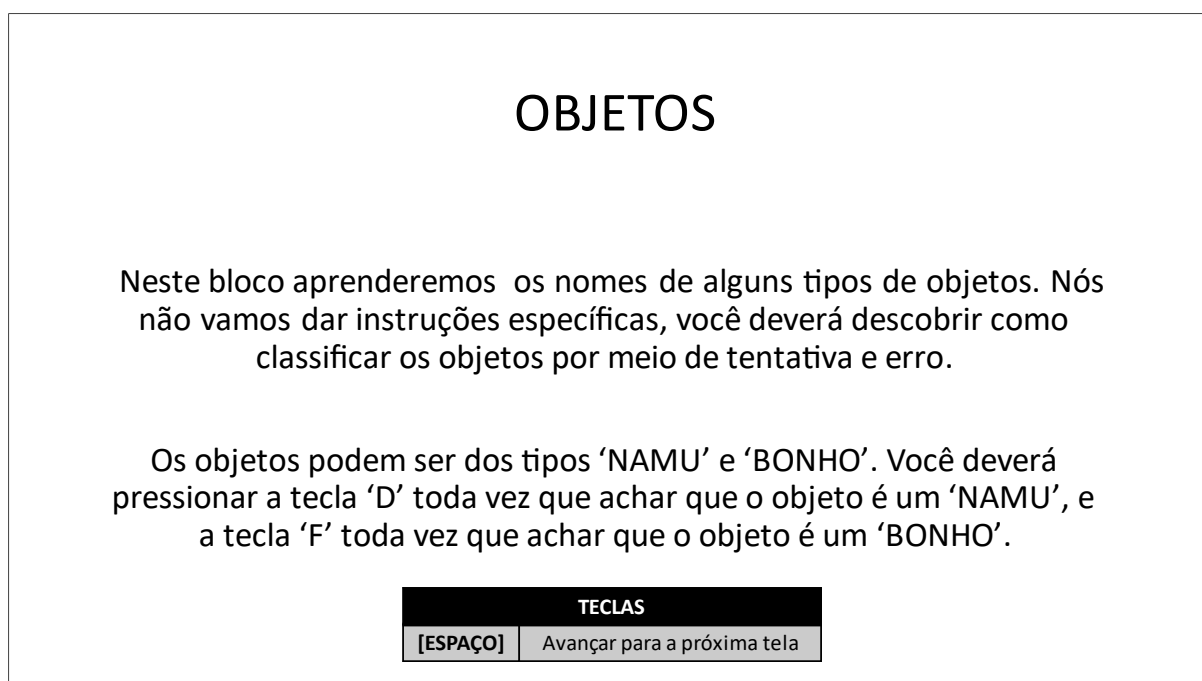 OBJETOS
Neste bloco aprenderemos os nomes de alguns tipos de objetos. Nós
não vamos dar instruções específicas, você deverá descobrir como
classificar os objetos por meio de tentativa e erro.
Os objetos podem ser dos tipos ‘NAMU’ e ‘BONHO’. Você deverá
pressionar a tecla ‘D’ toda vez que achar que o objeto é um ‘NAMU’, e
a tecla ‘F’ toda vez que achar que o objeto é um ‘BONHO’.
TECLAS
[ESPAÇO] Avançar para a próxima tela